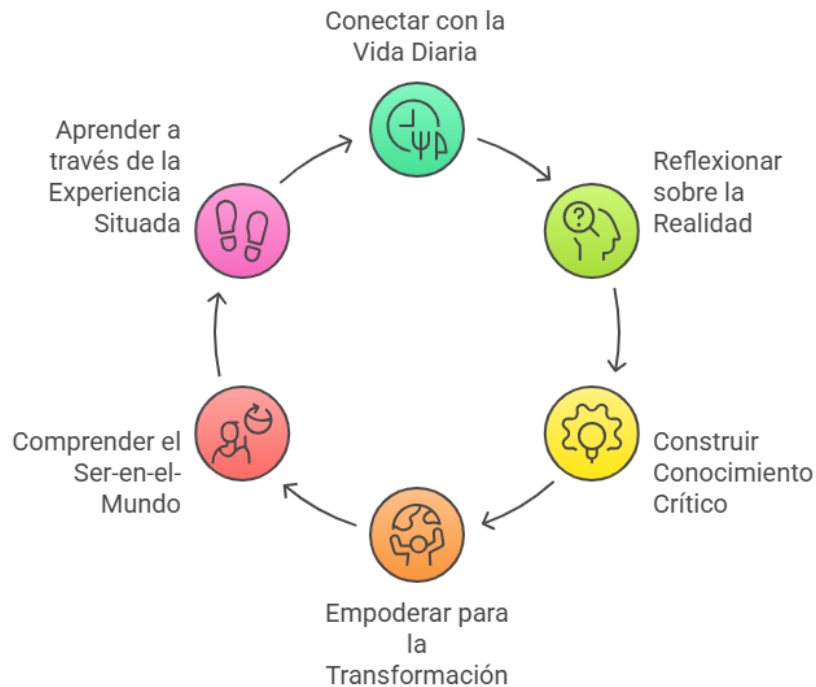 Conectar con la
Vida Diaria
Reflexionar
sobre la
Realidad
Construir
Conocimiento
Crítico
Empoderar para
la
Transformación
Comprender el
Ser-en-el-
Mundo
Aprender a
través de la
Experiencia
Situada